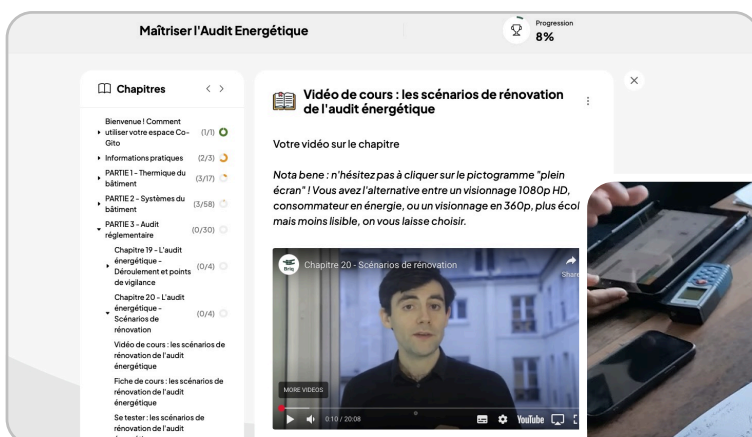 Maîtriser l'Audit Energétique
Progression
8%
Chapitres
Bienvenue ! Comment
utiliser votre espace Co-
Gito
(1/1)
Informations pratiques
(2/3)
PARTIE 1 - Thermique du
bâtiment
(3/17)
PARTIE 2 - Systèmes du
bâtiment
(3/58)
PARTIE 3 - Audit
réglementaire
(0/30)
Chapitre 19 - L'audit
énergétique -
Déroulement et points
de vigilance
(0/4)
Chapitre 20 - L'audit
énergétique -
Scénarios de
rénovation
(0/4)
Vidéo de cours : les scénarios de
rénovation de l'audit
énergétique
Fiche de cours : les scénarios de
rénovation de l'audit
énergétique
Se tester : les scénarios de
rénovation de l'audit
Vidéo de cours : les scénarios de rénovation
de l'audit énergétique
Votre vidéo sur le chapitre
Nota bene : n'hésitez pas à cliquer sur le pictogramme "plein
écran" ! Vous avez l'alternative entre un visionnage 1080p HD,
consommateur en énergie, ou un visionnage en 360p, plus écol
mais moins lisible, on vous laisse choisir.
Chapitre 20 - Scénarios de rénovation
Share
MORE VIDEOS
0:10 / 20:08
YouTube